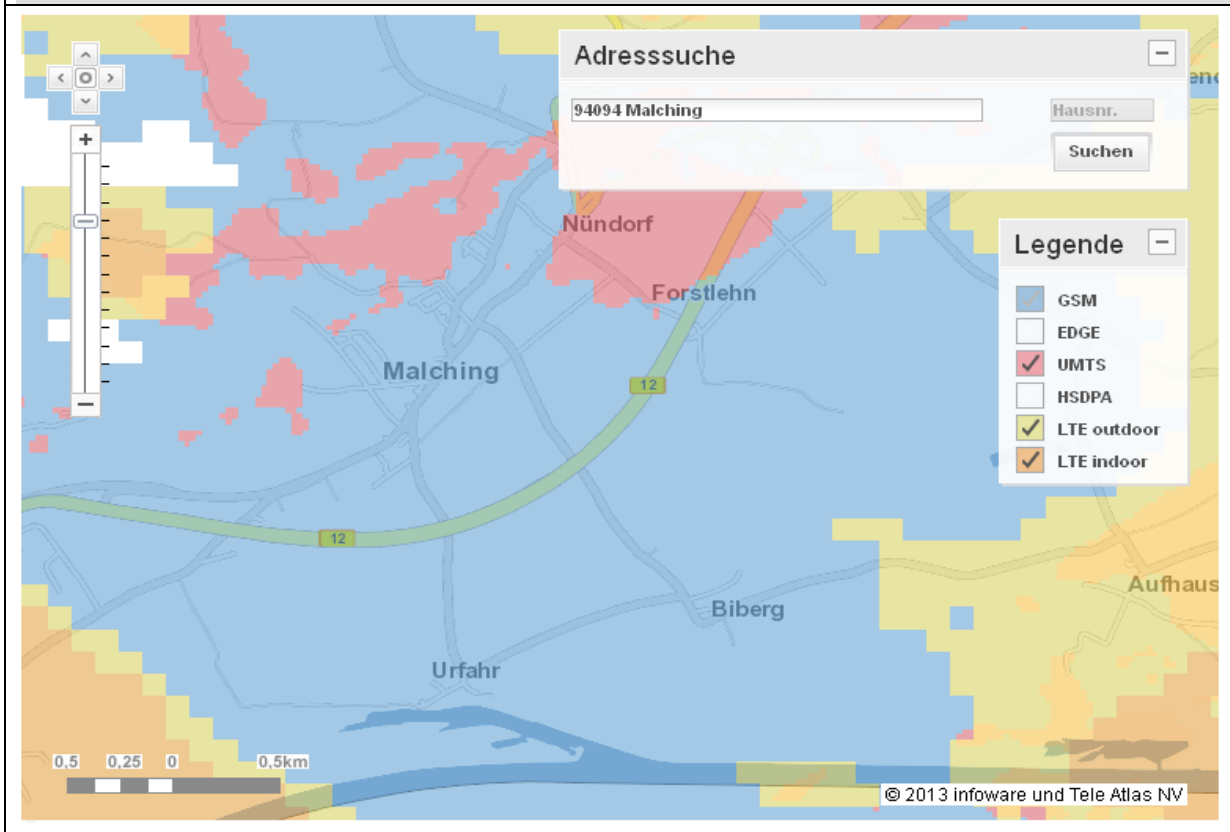 Adresssuche
94094 Malching
Hausnr.
Suchen
Nündorf
Legende
Forstlehn
GSM
EDGE
UMTS
HSDPA
LTE outdoor
LTE indoor
Malching
12
12
Aufhaus
Biberg
Urfahr
0,5 0,25 0 0,5km
© 2013 infoware und Tele Atlas NV